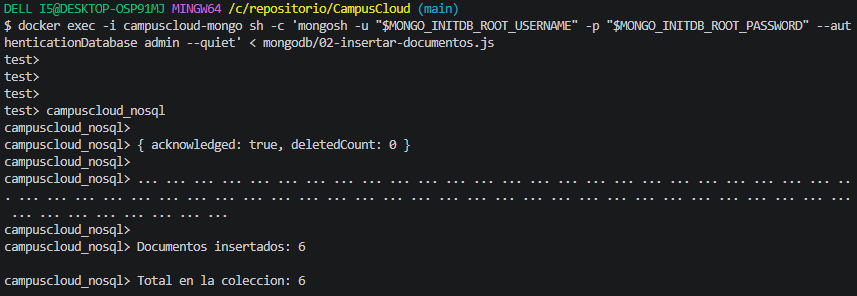 DELL I5@DESKTOP-OSP91MJ MINGW64 /c/repositorio/CampusCloud (main)
$ docker exec -i campuscloud-mongo sh -c 'mongosh -u "$MONGO_INITDB_ROOT_USERNAME" -p "$MONGO_INITDB_ROOT_PASSWORD" --aut
henticationDatabase admin --quiet' < mongodb/02-insertar-documentos.js
test>
test>
test>
test> campuscloud_nosql
campuscloud_nosql>
campuscloud_nosql> { acknowledged: true, deletedCount: 0 }
campuscloud_nosql>
campuscloud_nosql> ... ... ... ... ... ... ... ... ... ... ... ... ... ... ... ... ... ... ... ... ... ... ... ... ... ..
. ... ... ... ... ... ... ... ... ... ... ... ... ... ... ... ... ... ... ... ... ... ... ... ... ... ... ... ... ... ...
 ... ... ... ... ... ... ... ...
campuscloud_nosql>
campuscloud_nosql> Documentos insertados: 6
campuscloud_nosql> Total en la coleccion: 6